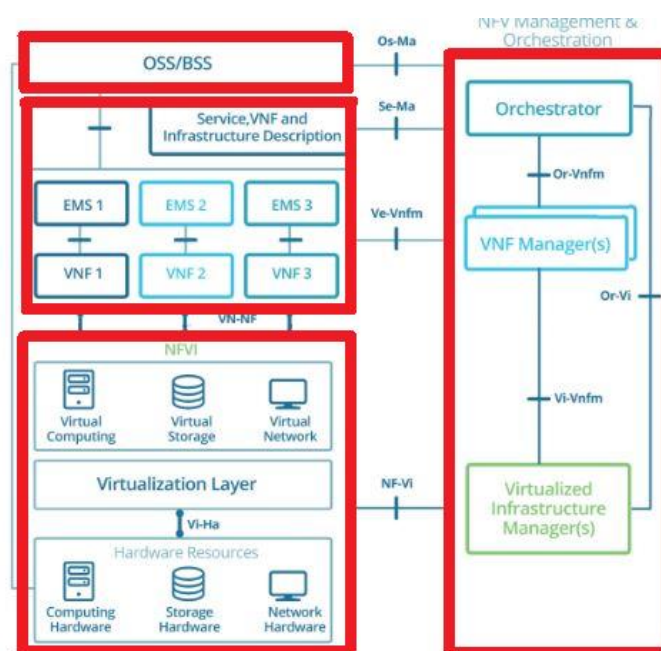 NFV Management &
Orchestration
OSS/BSS
Os-Ma
Service,VNF and
Infrastructure Description
Se-Ma
Orchestrator
Or-Vnfm
EMS 1
EMS 2
EMS 3
Ve-Vnfm
VNF Manager(s)
VNF 1
VNF 2
VNF 3
Or-Vi
VN-NF
NFVI
Virtual
Computing
Virtual
Storage
Virtual
Network
Vi-Vnfm
Virtualization Layer
NF-Vi
Virtualized
Infrastructure
Manager(s)
Vi-Ha
Hardware Resources
Computing
Hardware
Storage
Hardware
Network
Hardware